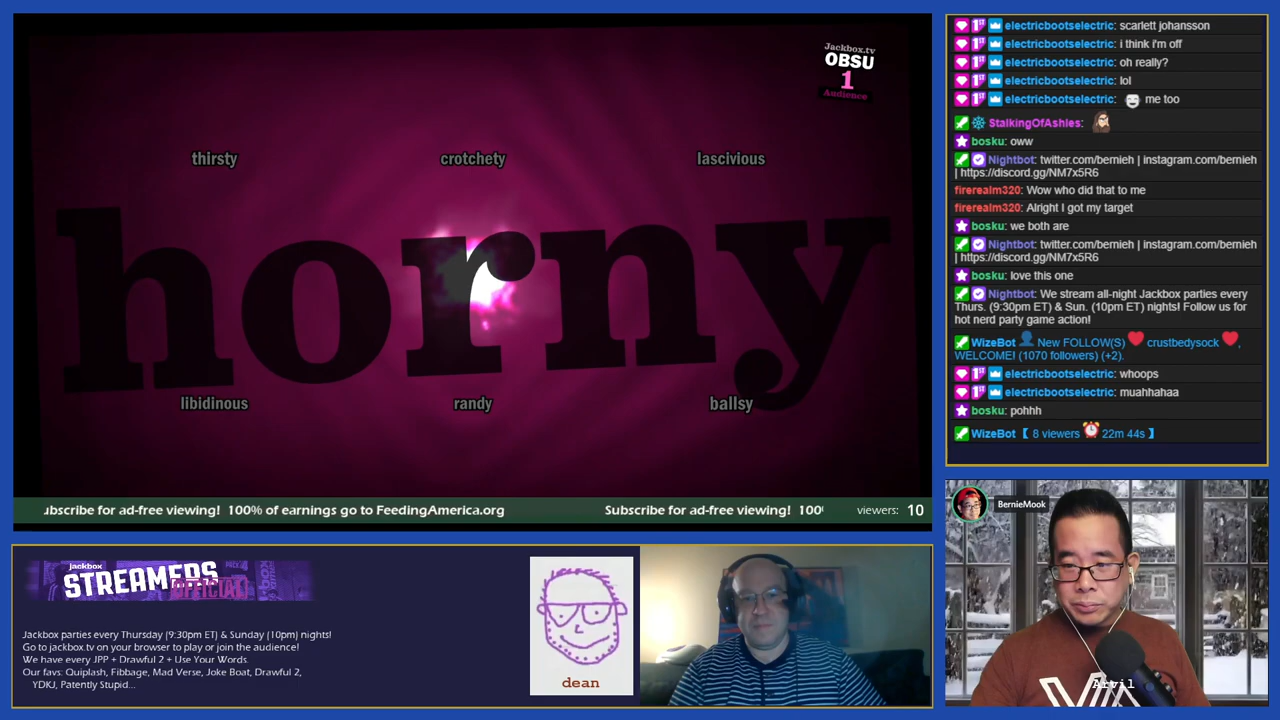 Jackbox.tv
OBSU
1
Audience
thirsty
crotchety
lascivious
horny
libidinous
randy
ballsy
ubscribe for ad-free viewing!  100% of earnings go to FeedingAmerica.org
Subscribe for ad-free viewing!  100%
viewers: 10
jackbox
STREAMERS
OFFICIAL
Jackbox parties every Thursday (9:30pm ET) & Sunday (10pm) nights!
Go to jackbox.tv on your browser to play or join the audience!
We have every JPP + Drawful 2 + Use Your Words.
Our favs: Quiplash, Fibbage, Mad Verse, Joke Boat, Drawful 2,
YDKJ, Patently Stupid...
dean
electricbootselectric: scarlett johansson
electricbootselectric: i think i'm off
electricbootselectric: oh really?
electricbootselectric: lol
electricbootselectric: me too
StalkingOfAshles:
bosku: oww
Nightbot: twitter.com/bernieh | instagram.com/bernieh
| https://discord.gg/NM7x5R6
firerealm320: Wow who did that to me
firerealm320: Alright I got my target
bosku: we both are
Nightbot: twitter.com/bernieh | instagram.com/bernieh
| https://discord.gg/NM7x5R6
bosku: love this one
Nightbot: We stream all-night Jackbox parties every
Thurs. (9:30pm ET) & Sun. (10pm ET) nights! Follow us for
hot nerd party game action!
WizeBot New FOLLOW(S) crustbedysock ,
WELCOME! (1070 followers) (+2).
electricbootselectric: whoops
electricbootselectric: muahhahaa
bosku: pohhh
WizeBot 【 8 viewers 22m 44s 】
BernieMook
Arvil